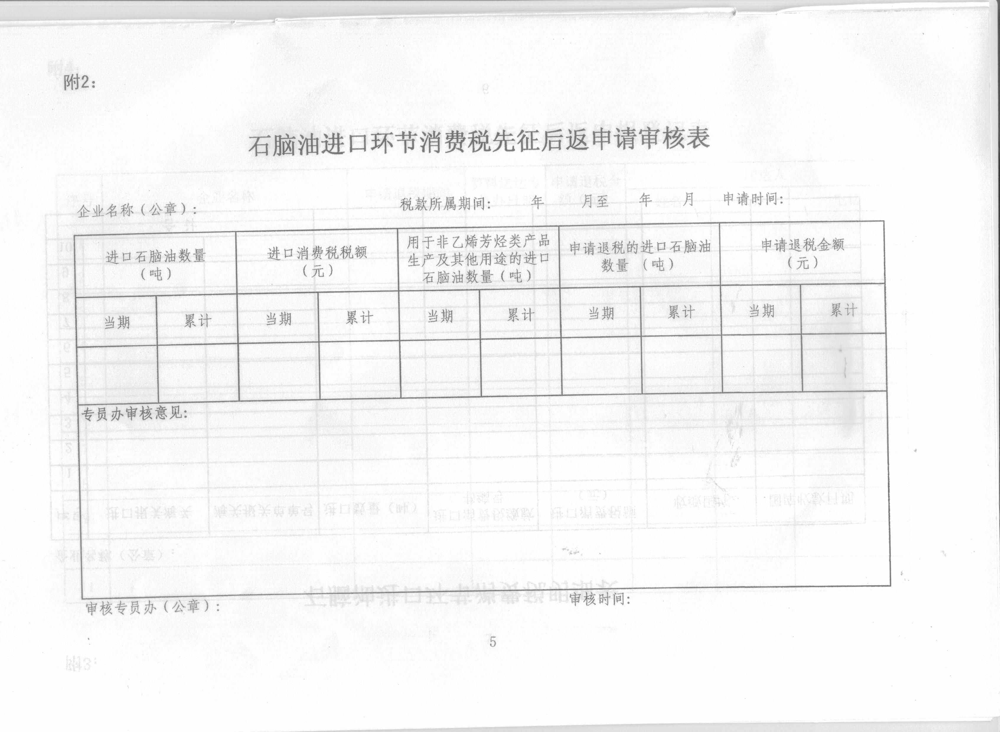 附2：
石脑油进口环节消费税先征后返申请审核表
企业名称（公章）： 税款所属期间： 年 月至 年 月 申请时间：
进口石脑油数量
（吨）
进口消费税税额
（元）
用于非乙烯芳烃类产品
生产及其他用途的进口
石脑油数量（吨）
申请退税的进口石脑油
数量 （吨）
申请退税金额
（元）
当期 累计 当期 累计 当期 累计 当期 累计 当期 累计
专员办审核意见：
审核专员办（公章）： 审核时间：
5